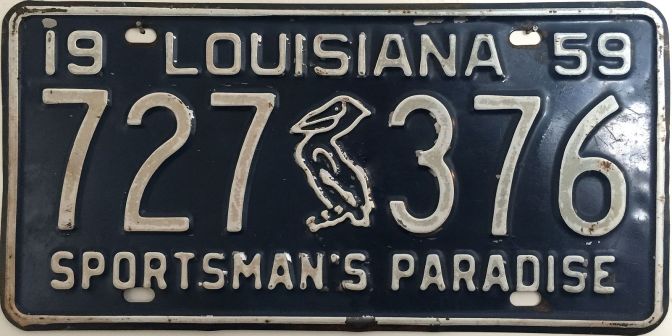 19 LOUISIANA 59
727 376
SPORTSMAN'S PARADISE